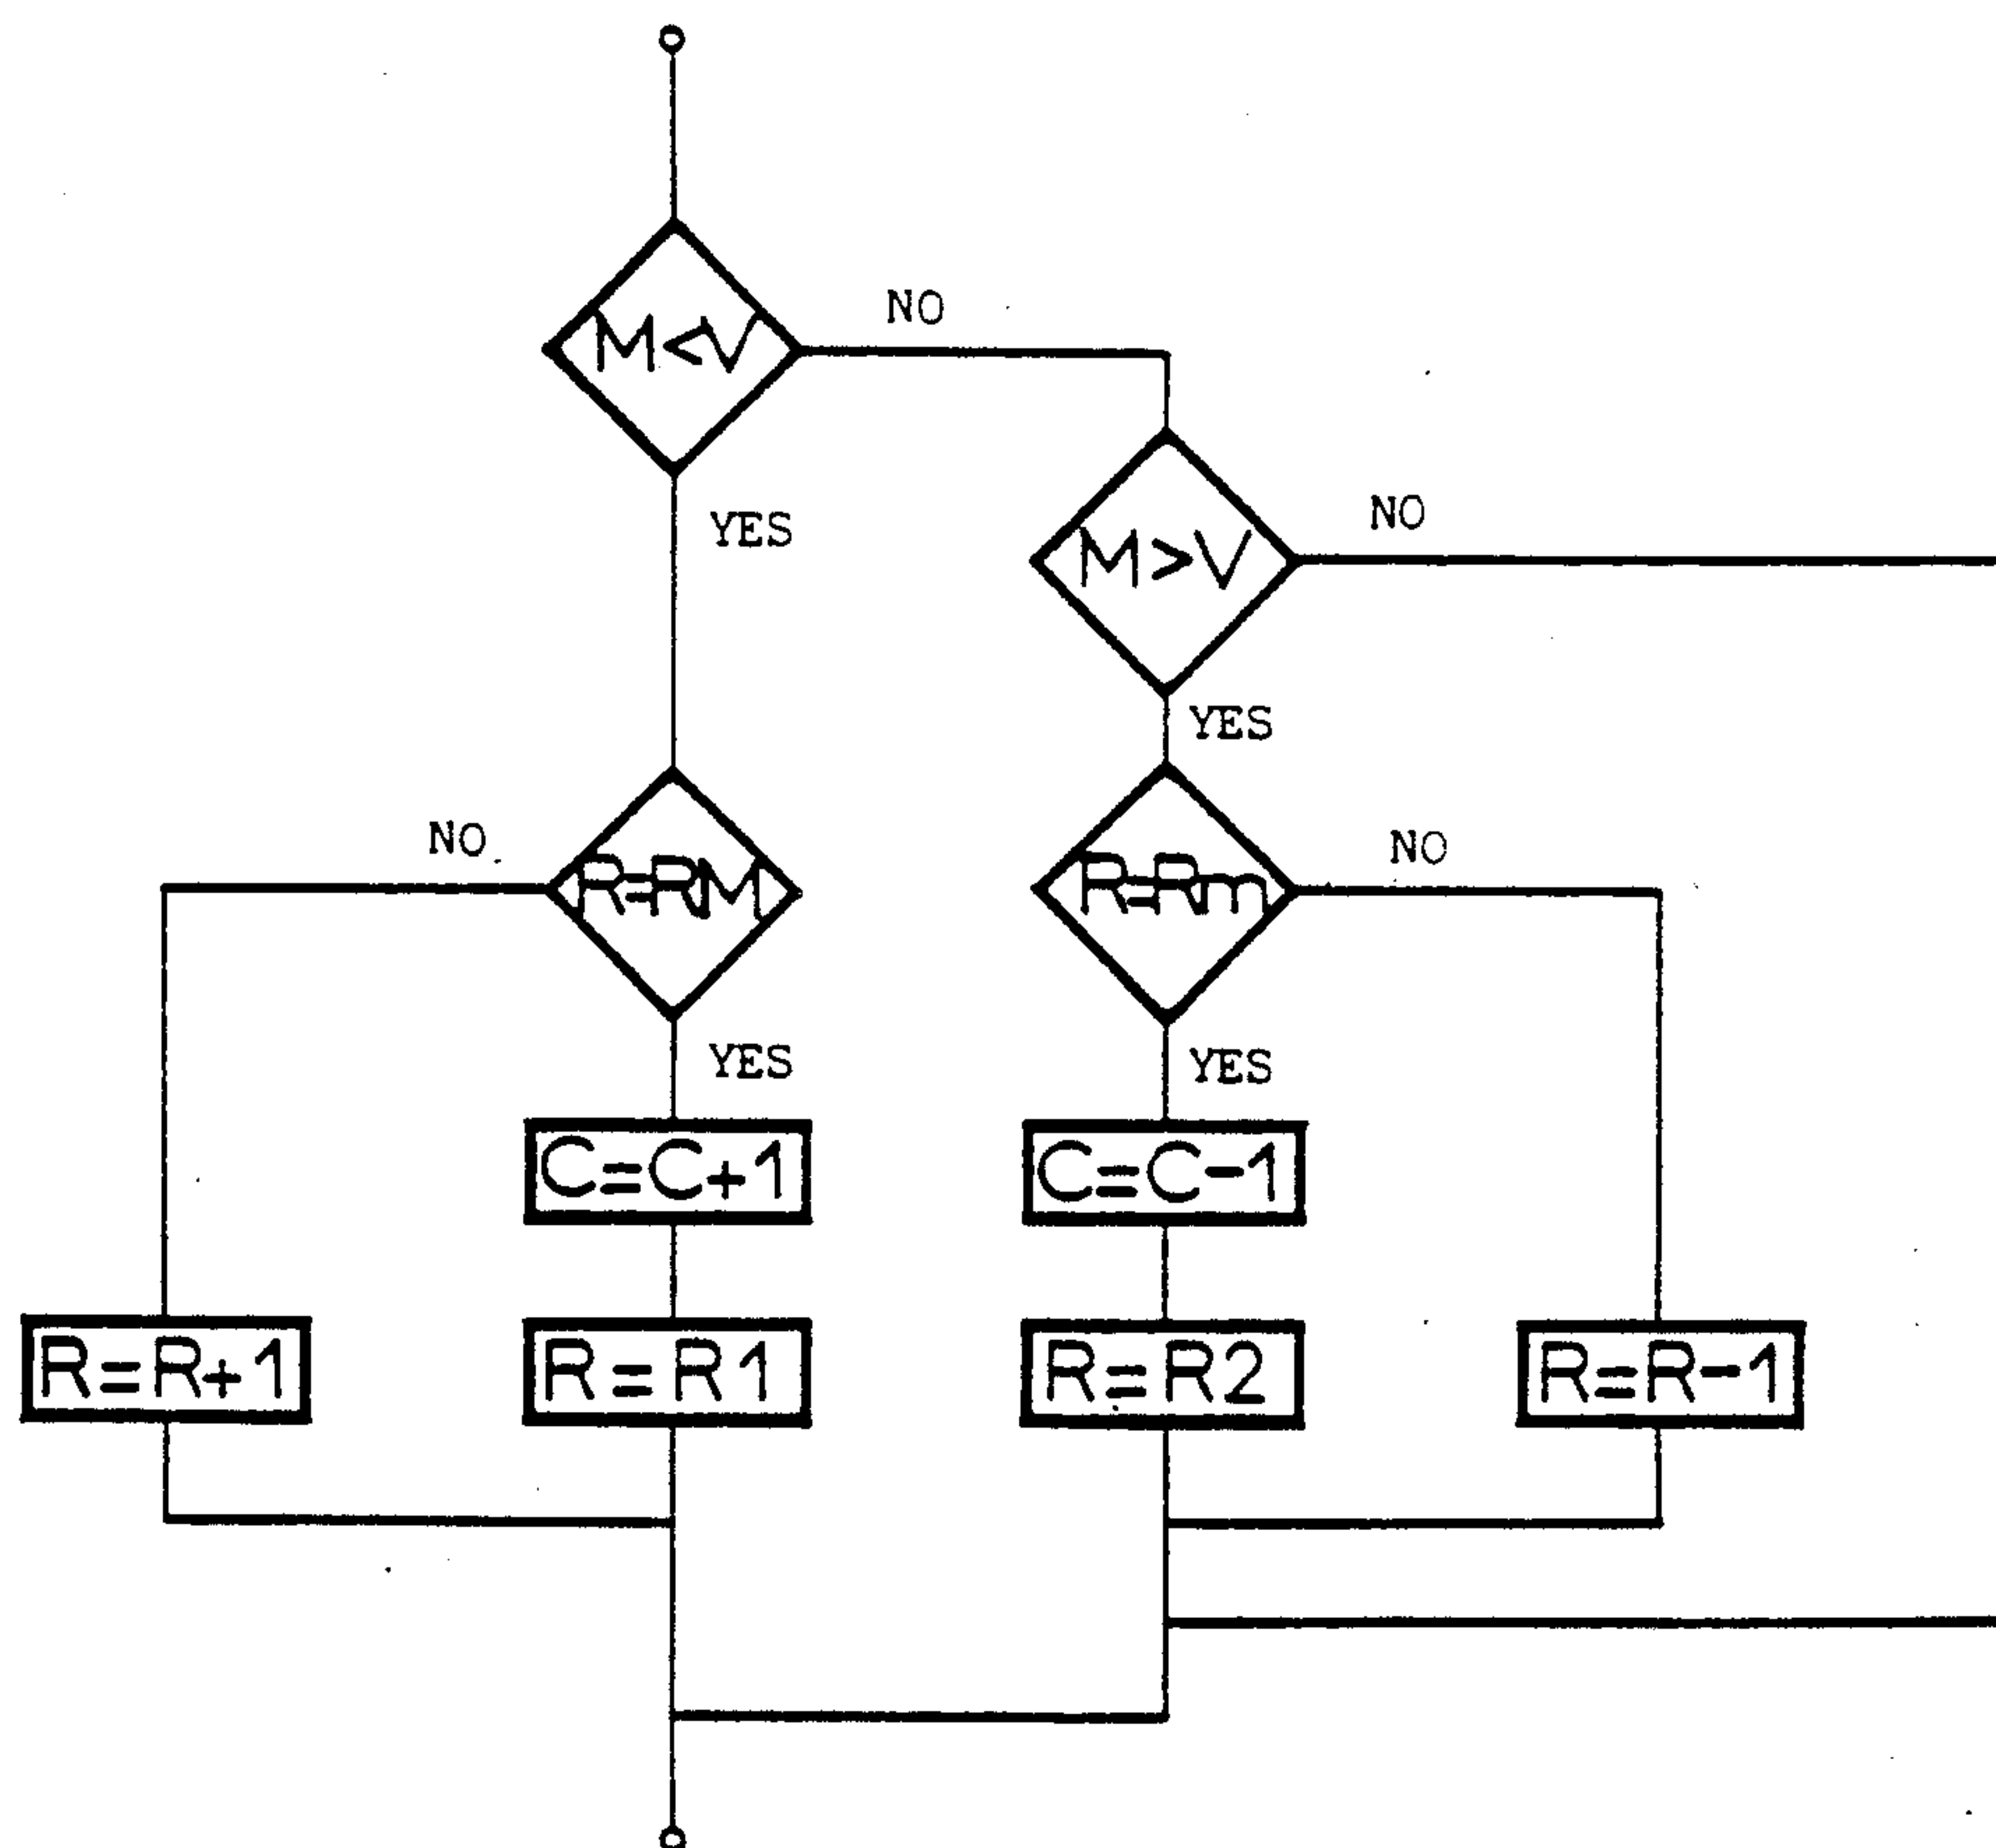 M<V
NO
YES
M>V
NO
YES
NO
R=RM
R=Rm
NO
YES
YES
C=C+1
C=C-1
R=R+1
R=R1
R=R2
R=R-1